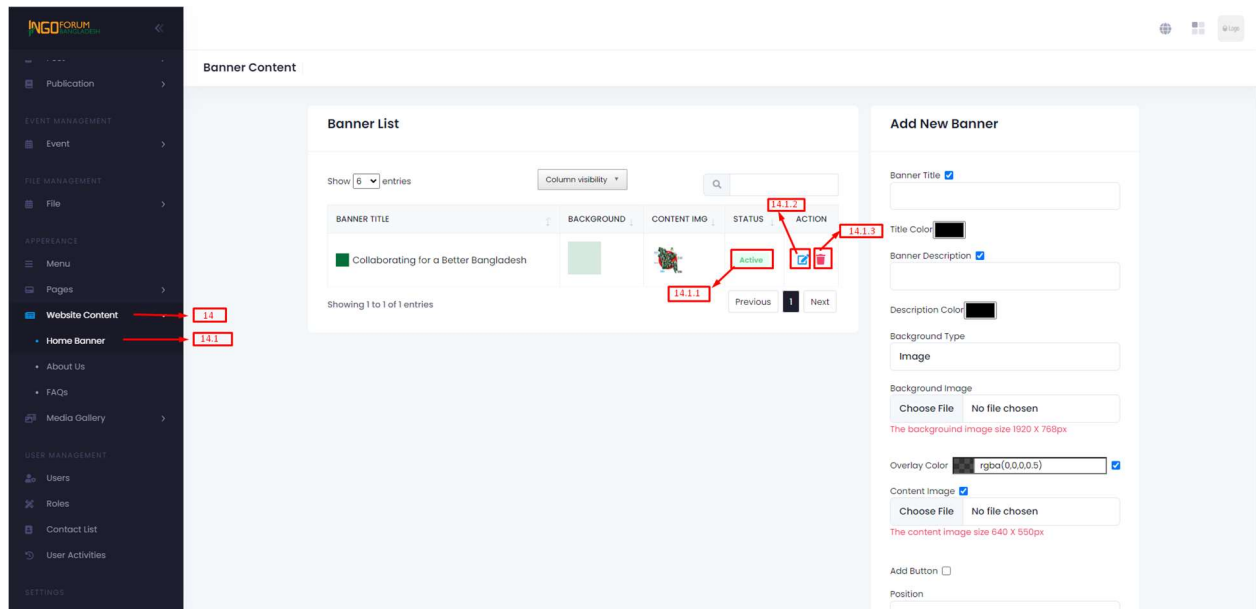 INGO FORUM
BANGLADESH
Logo
Banner Content
Publication
EVENT MANAGEMENT
Event
FILE MANAGEMENT
File
APPEREANCE
Menu
Pages
Website Content
Home Banner
About Us
FAQs
Media Gallery
USER MANAGEMENT
Users
Roles
Contact List
User Activities
SETTINGS
14
14.1
Banner List
Show 6 entries
Column visibility
BANNER TITLE BACKGROUND CONTENT IMG STATUS ACTION
Collaborating for a Better Bangladesh Active
Showing 1 to 1 of 1 entries
Previous 1 Next
14.1.1
14.1.2
14.1.3
Add New Banner
Banner Title
Title Color
Banner Description
Description Color
Background Type
Image
Background Image
Choose File No file chosen
The backgrouind image size 1920 X 768px
Overlay Color rgba(0,0,0,0.5)
Content Image
Choose File No file chosen
The content image size 640 X 550px
Add Button
Position